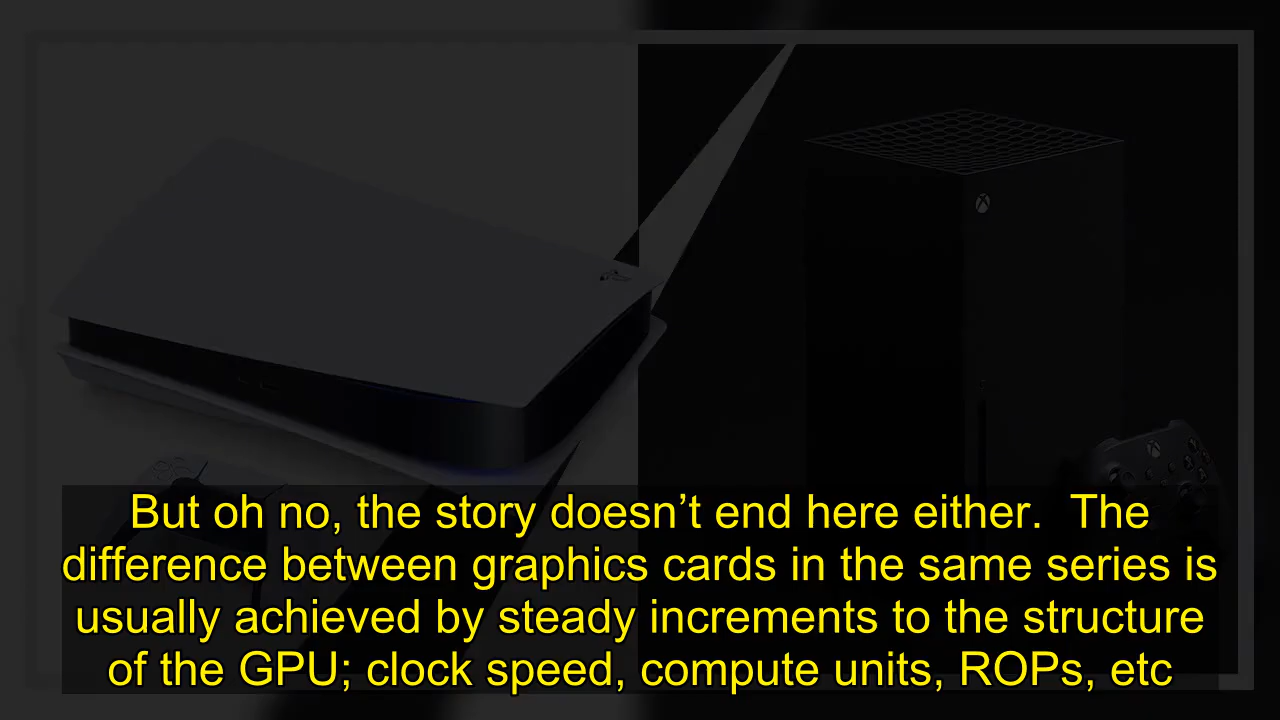 But oh no, the story doesn’t end here either.  The
difference between graphics cards in the same series is
usually achieved by steady increments to the structure
of the GPU; clock speed, compute units, ROPs, etc